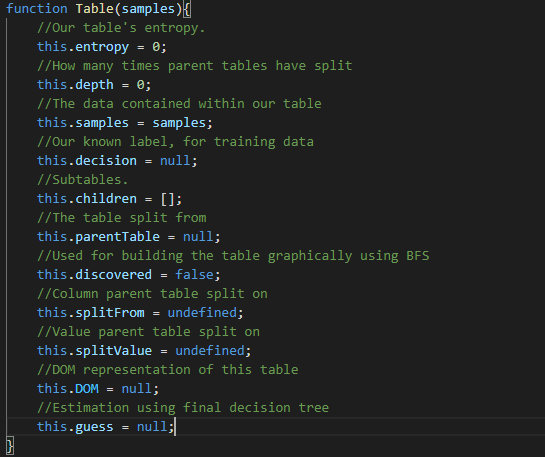 function Table(samples){
    //Our table's entropy.
    this.entropy = 0;
    //How many times parent tables have split
    this.depth = 0;
    //The data contained within our table
    this.samples = samples;
    //Our known label, for training data
    this.decision = null;
    //Subtables.
    this.children = [];
    //The table split from
    this.parentTable = null;
    //Used for building the table graphically using BFS
    this.discovered = false;
    //Column parent table split on
    this.splitFrom = undefined;
    //Value parent table split on
    this.splitValue = undefined;
    //DOM representation of this table
    this.DOM = null;
    //Estimation using final decision tree
    this.guess = null;
}